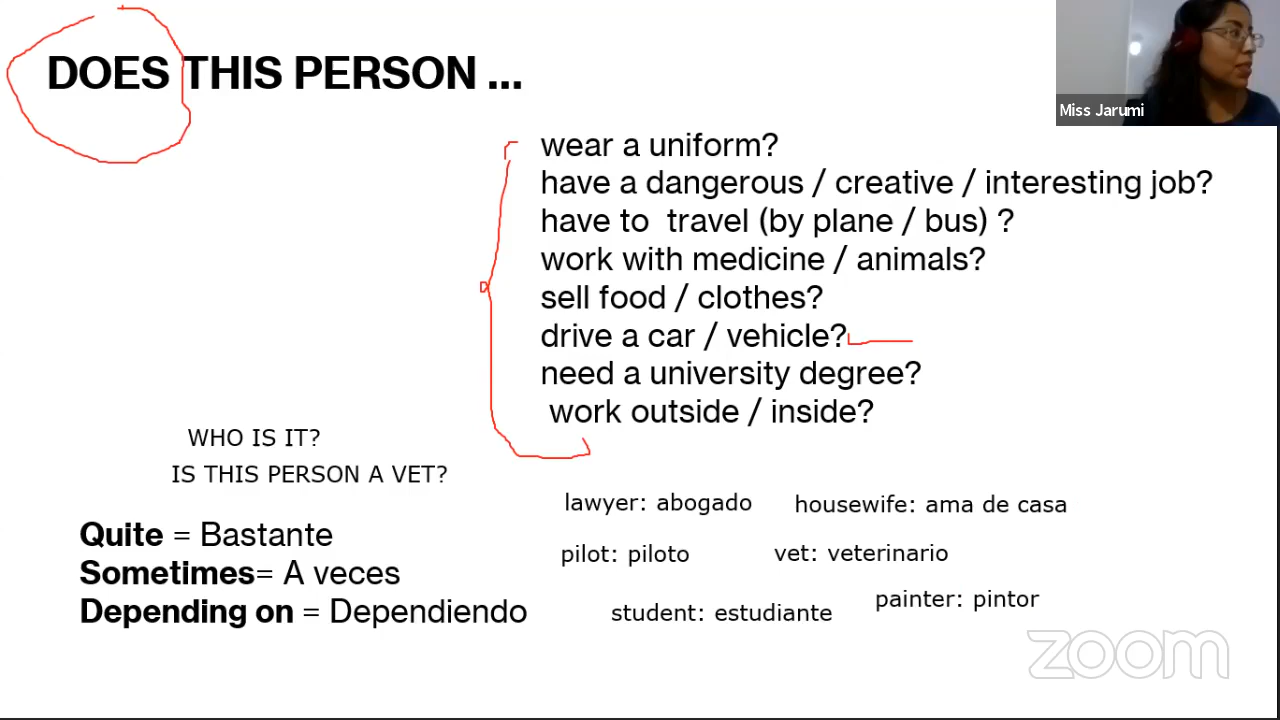 DOES THIS PERSON ...
Miss Jarumi
wear a uniform?
have a dangerous / creative / interesting job?
have to travel (by plane / bus) ?
work with medicine / animals?
sell food / clothes?
drive a car / vehicle?
need a university degree?
work outside / inside?
WHO IS IT?
IS THIS PERSON A VET?
Quite = Bastante
Sometimes= A veces
Depending on = Dependiendo
lawyer: abogado
housewife: ama de casa
pilot: piloto
vet: veterinario
student: estudiante
painter: pintor
zoom